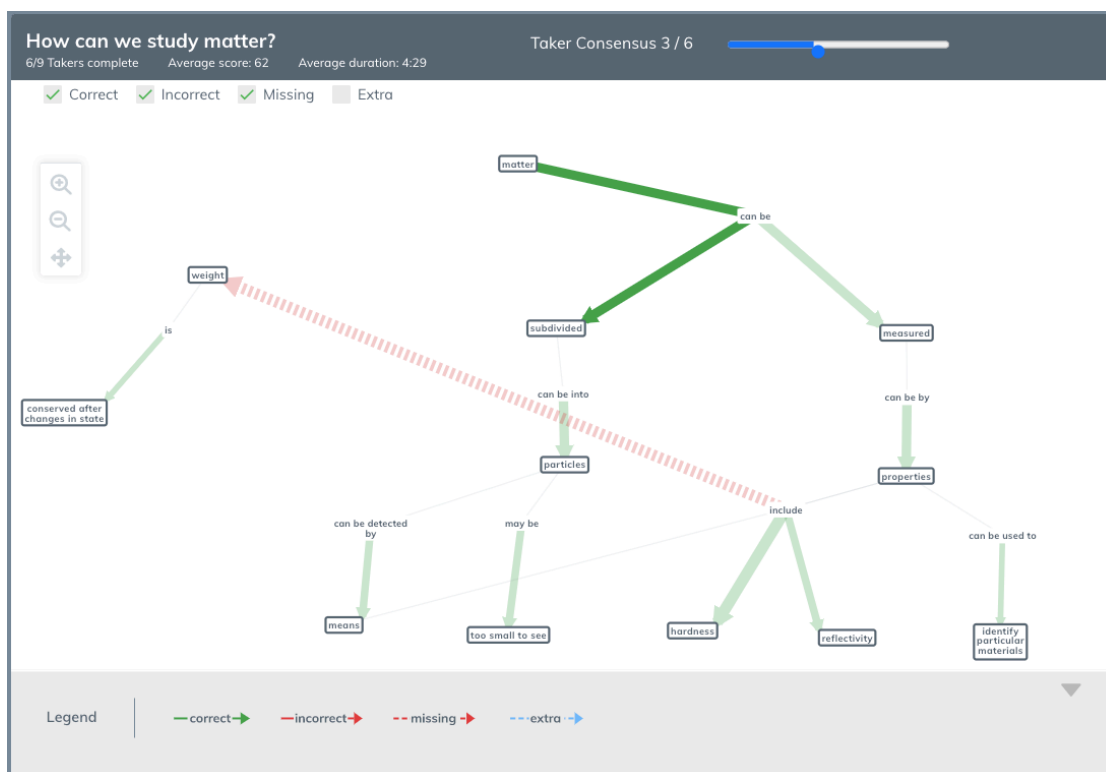 How can we study matter?
6/9 Takers complete Average score: 62 Average duration: 4:29
Taker Consensus 3 / 6
Correct Incorrect Missing Extra
matter
can be
weight
is
subdivided
measured
conserved after
changes in state
can be into
can be by
particles
properties
can be detected
by
may be
include
can be used to
means
too small to see
hardness
reflectivity
identify
particular
materials
Legend
correct
incorrect
missing
extra